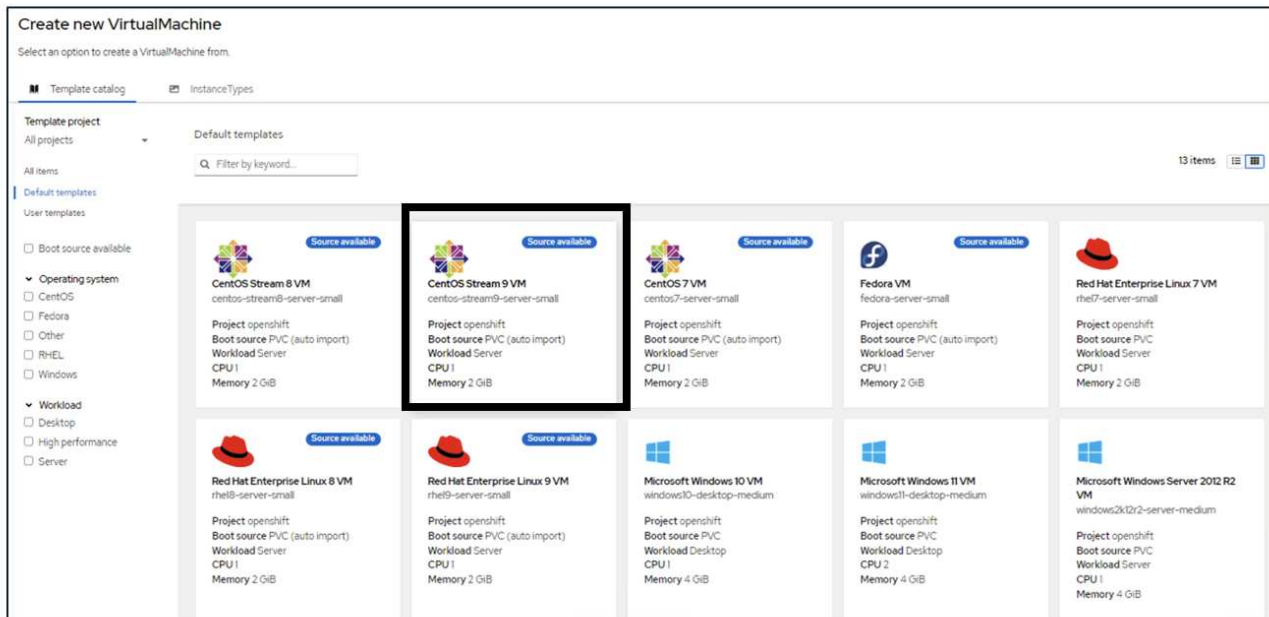 Create new VirtualMachine
Select an option to create a VirtualMachine from.
Template catalog
InstanceTypes
Template project
All projects
All items
Default templates
User templates
Boot source available
Operating system
CentOS
Fedora
Other
RHEL
Windows
Workload
Desktop
High performance
Server
Default templates
Filter by keyword...
13 items
Source available
CentOS Stream 8 VM
centos-stream8-server-small
Project openshift
Boot source PVC (auto import)
Workload Server
CPU 1
Memory 2 GiB
Source available
CentOS Stream 9 VM
centos-stream9-server-small
Project openshift
Boot source PVC (auto import)
Workload Server
CPU 1
Memory 2 GiB
Source available
CentOS 7 VM
centos7-server-small
Project openshift
Boot source PVC (auto import)
Workload Server
CPU 1
Memory 2 GiB
Source available
Fedora VM
fedora-server-small
Project openshift
Boot source PVC (auto import)
Workload Server
CPU 1
Memory 2 GiB
Red Hat Enterprise Linux 7 VM
rhel7-server-small
Project openshift
Boot source PVC
Workload Server
CPU 1
Memory 2 GiB
Source available
Red Hat Enterprise Linux 8 VM
rhel8-server-small
Project openshift
Boot source PVC (auto import)
Workload Server
CPU 1
Memory 2 GiB
Source available
Red Hat Enterprise Linux 9 VM
rhel9-server-small
Project openshift
Boot source PVC (auto import)
Workload Server
CPU 1
Memory 2 GiB
Microsoft Windows 10 VM
windows10-desktop-medium
Project openshift
Boot source PVC
Workload Desktop
CPU 1
Memory 4 GiB
Microsoft Windows 11 VM
windows11-desktop-medium
Project openshift
Boot source PVC
Workload Desktop
CPU 2
Memory 4 GiB
Microsoft Windows Server 2012 R2
VM
windows2k12r2-server-medium
Project openshift
Boot source PVC
Workload Server
CPU 1
Memory 4 GiB